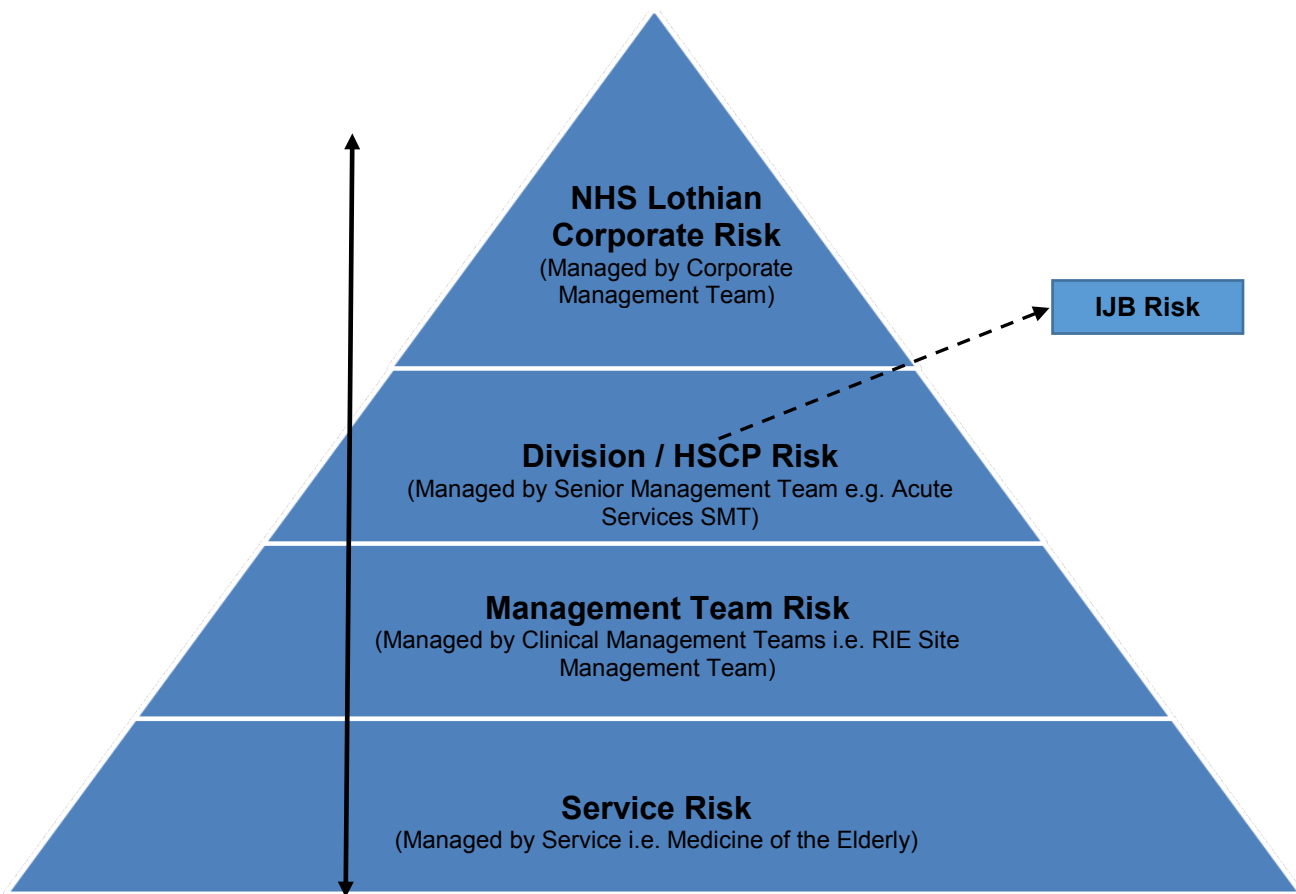 NHS Lothian
Corporate Risk
(Managed by Corporate
Management Team)
IJB Risk
Division / HSCP Risk
(Managed by Senior Management Team e.g. Acute
Services SMT)
Management Team Risk
(Managed by Clinical Management Teams i.e. RIE Site
Management Team)
Service Risk
(Managed by Service i.e. Medicine of the Elderly)